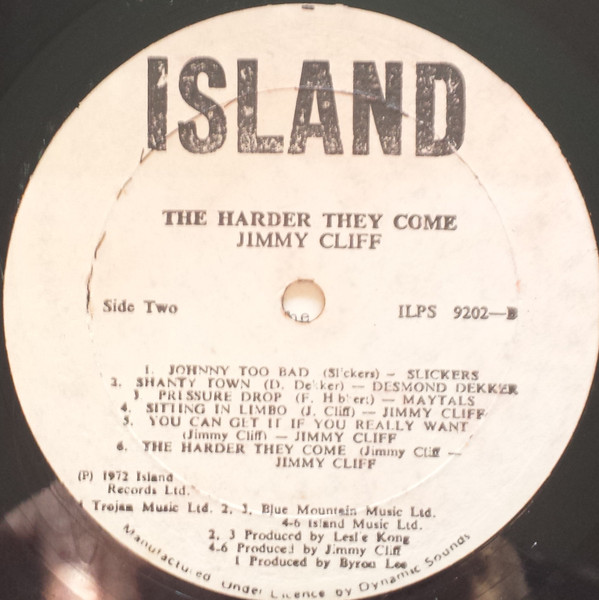 ISLAND
THE HARDER THEY COME
JIMMY CLIFF
Side Two
ILPS 9202—B
1. JOHNNY TOO BAD (Slickers) – SLICKERS
2. SHANTY TOWN (D. Dekker) – DESMOND DEKKER
3. PRESSURE DROP (F. Hibbert) – MAYTALS
4. SITTING IN LIMBO (J. Cliff) – JIMMY CLIFF
5. YOU CAN GET IT IF YOU REALLY WANT
(Jimmy Cliff) – JIMMY CLIFF
6. THE HARDER THEY COME (Jimmy Cliff –
JIMMY CLIFF
(P) 1972 Island
Records Ltd.
Trojan Music Ltd. 2, 3, Blue Mountain Music Ltd.
4-6 Island Music Ltd.
2, 3 Produced by Leslie Kong
4-6 Produced by Jimmy Cliff
1 Produced by Byron Lee
Manufactured Under Licence by Dynamic Sounds